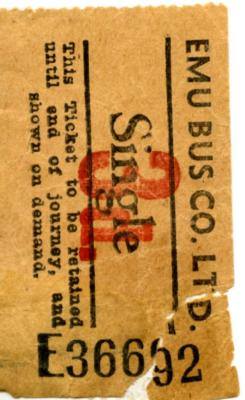 EMU BUS CO. LTD.
Single
3d.
This Ticket to be retained
until end of journey, and
shown on demand.
E36692